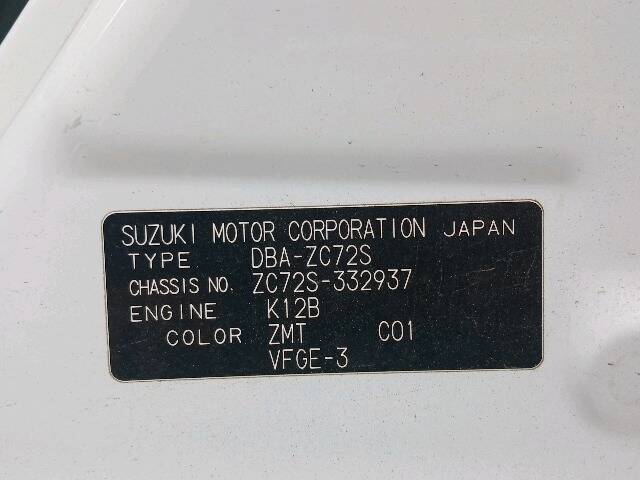 SUZUKI MOTOR CORPORATION JAPAN
TYPE DBA-ZC72S
CHASSIS NO. ZC72S-332937
ENGINE K12B
COLOR ZMT C01
VFGE-3